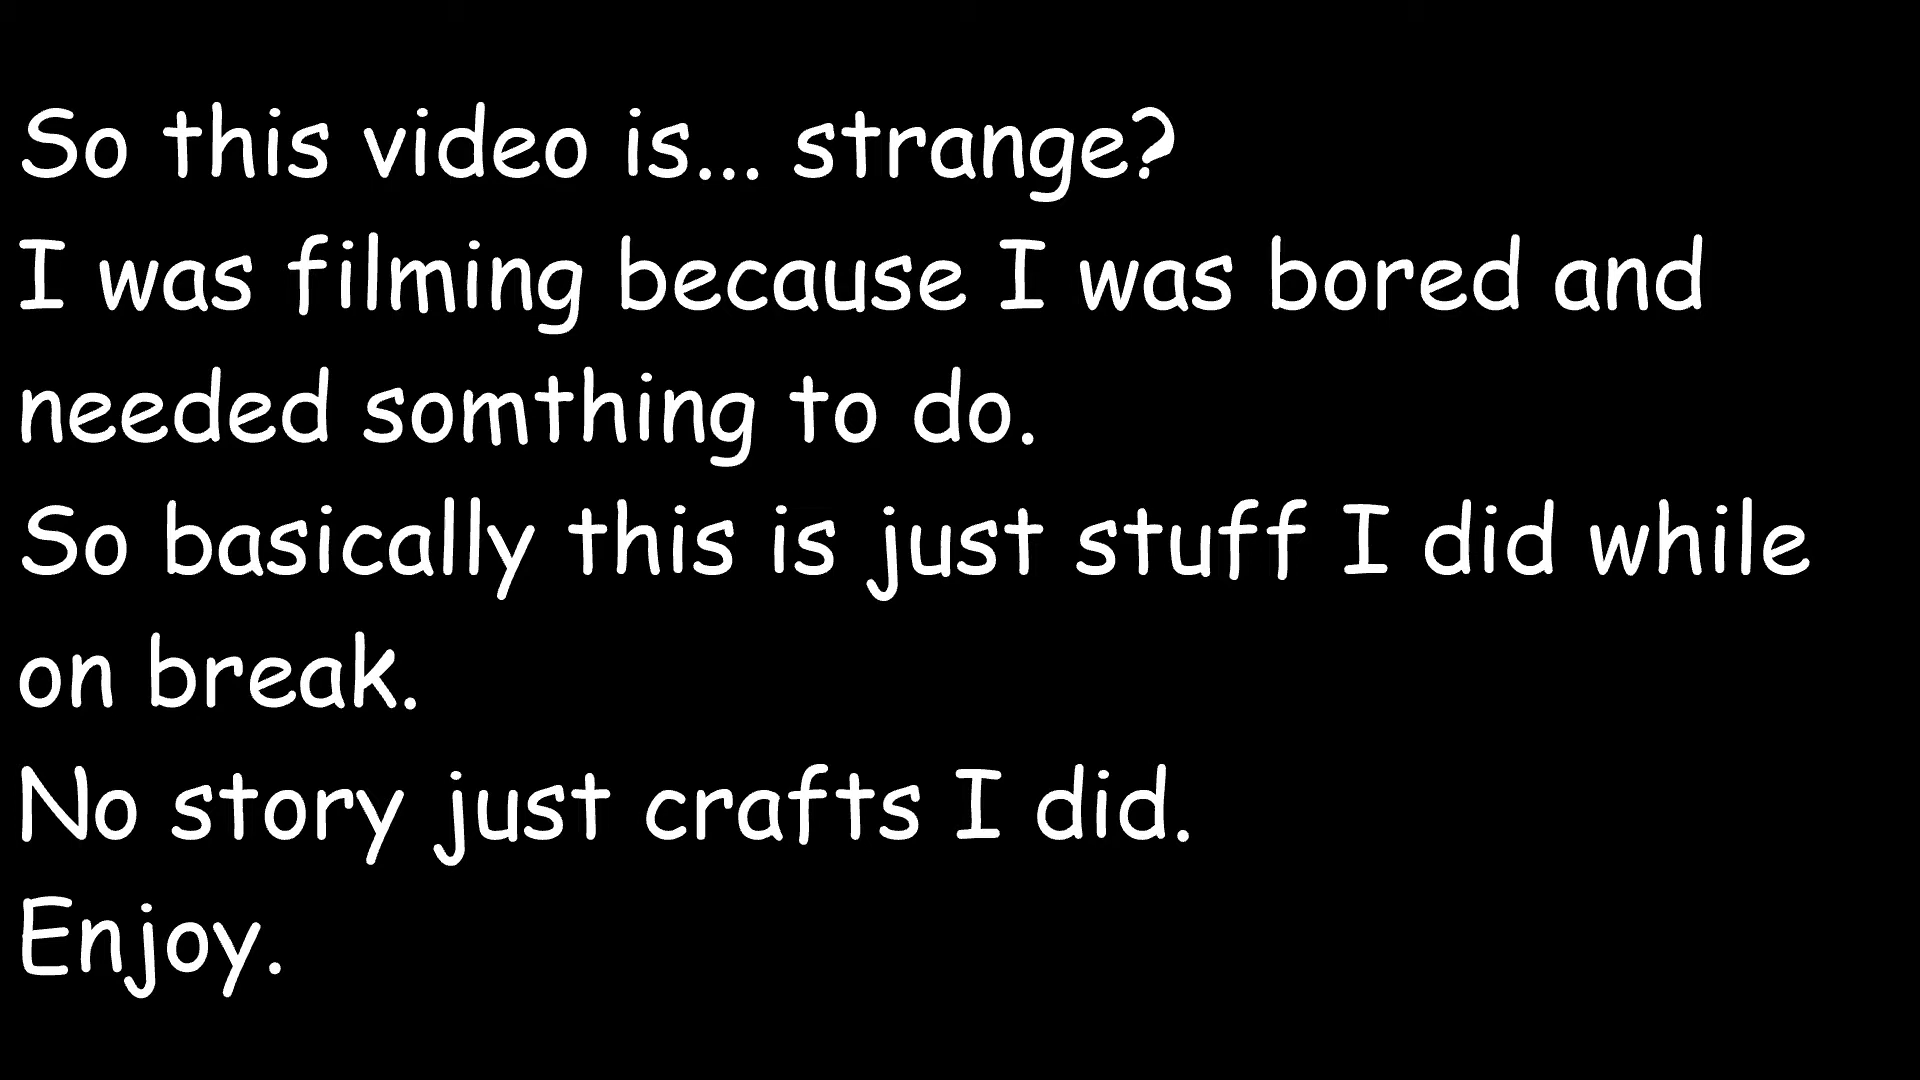 So this video is... strange?
I was filming because I was bored and
needed somthing to do.
So basically this is just stuff I did while
on break.
No story just crafts I did.
Enjoy.